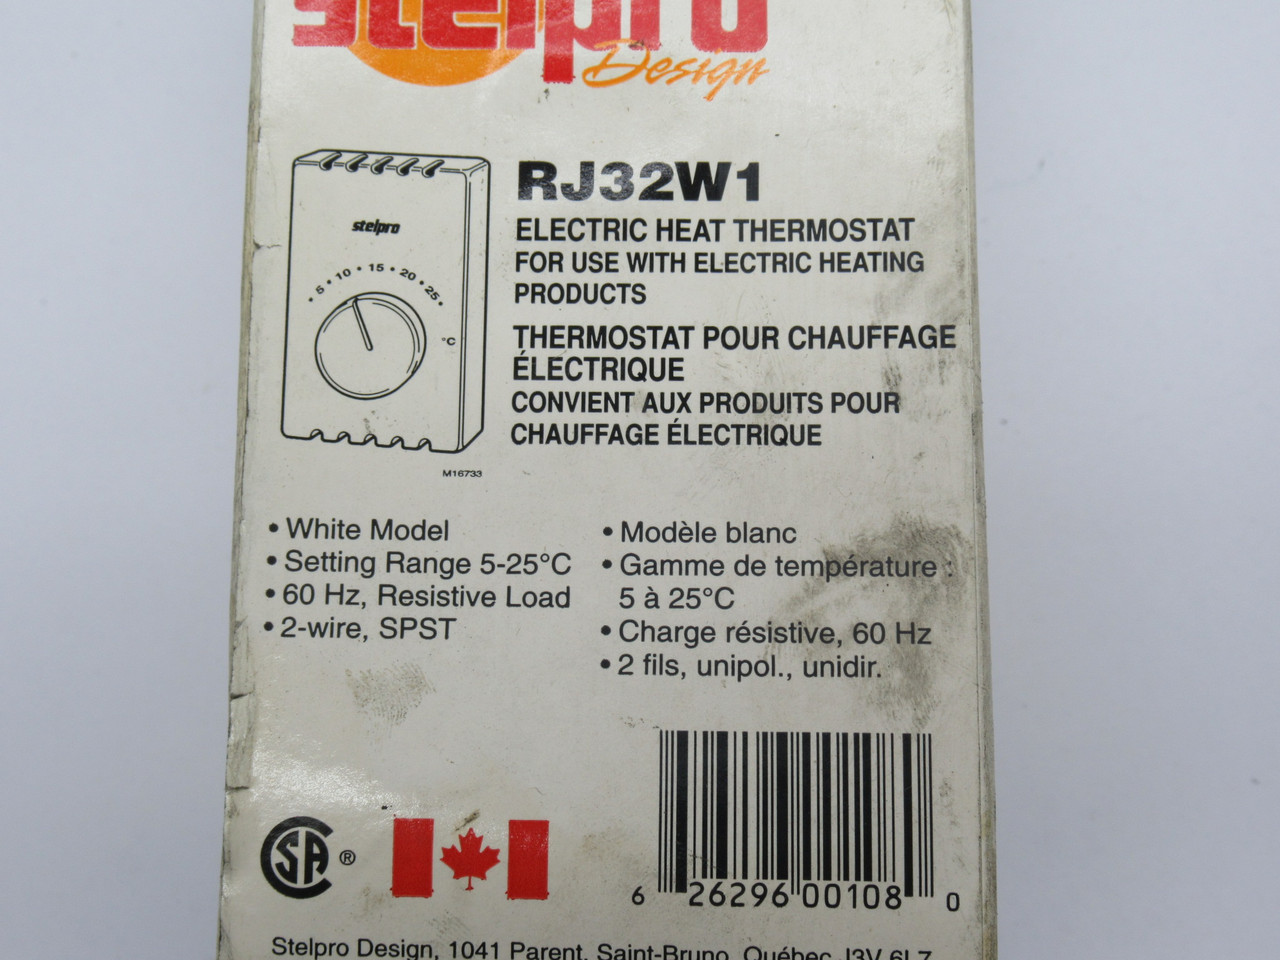 stelpro
Design
stelpro
5 • 10 • 15 • 20 • 25
°C
M16733
RJ32W1
ELECTRIC HEAT THERMOSTAT
FOR USE WITH ELECTRIC HEATING
PRODUCTS
THERMOSTAT POUR CHAUFFAGE
ÉLECTRIQUE
CONVIENT AUX PRODUITS POUR
CHAUFFAGE ÉLECTRIQUE
• White Model
• Setting Range 5-25°C
• 60 Hz, Resistive Load
• 2-wire, SPST
• Modèle blanc
• Gamme de température :
5 à 25°C
• Charge résistive, 60 Hz
• 2 fils, unipol., unidir.
SA ®
6 26296 00108 0
Stelpro Design, 1041 Parent, Saint-Bruno, Québec J3V 6L7